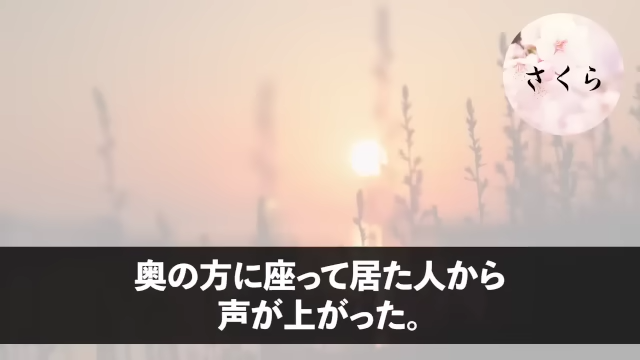 さくら
奥の方に座って居た人から
声が上がった。